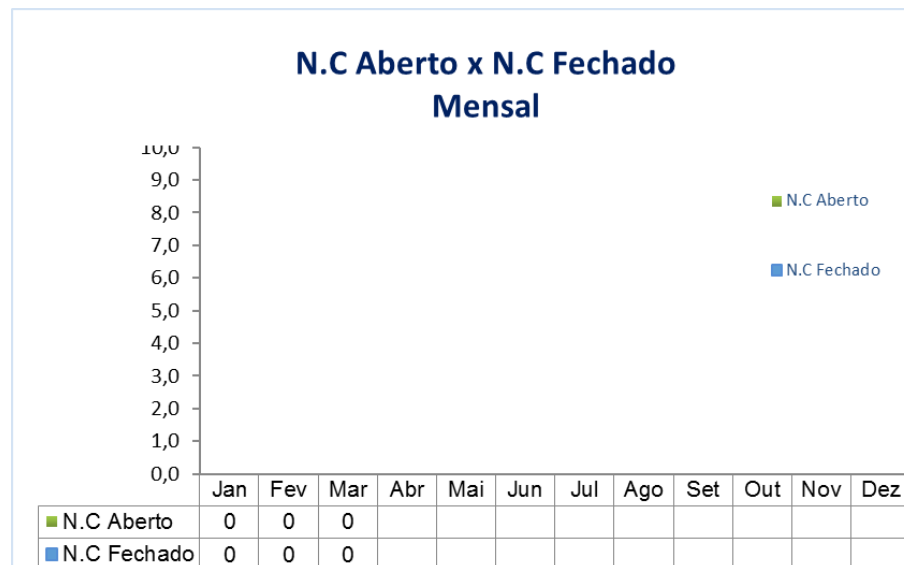 N.C Aberto x N.C Fechado
Mensal
10,0
9,0
8,0
7,0
6,0
5,0
4,0
3,0
2,0
1,0
0,0
N.C Aberto
N.C Fechado
Jan Fev Mar Abr Mai Jun Jul Ago Set Out Nov Dez
N.C Aberto 0 0 0
N.C Fechado 0 0 0